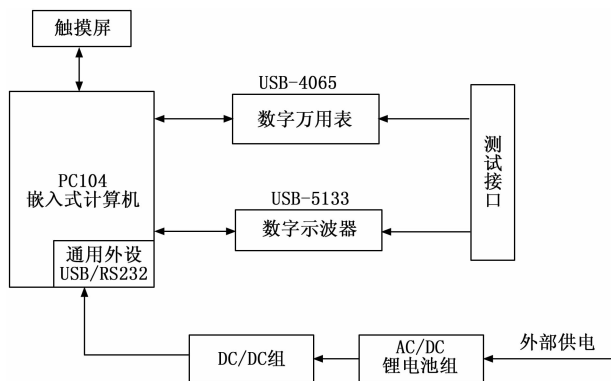 触摸屏
USB-4065
数字万用表
PC104
嵌入式计算机
测试接口
USB-5133
数字示波器
通用外设
USB/RS232
DC/DC组
AC/DC
锂电池组
外部供电